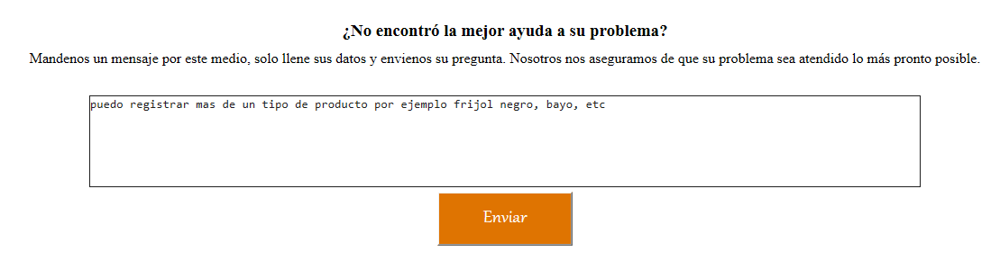 ¿No encontró la mejor ayuda a su problema?
Mandenos un mensaje por este medio, solo llene sus datos y envienos su pregunta. Nosotros nos aseguramos de que su problema sea atendido lo más pronto posible.
puedo registrar mas de un tipo de producto por ejemplo frijol negro, bayo, etc
Enviar